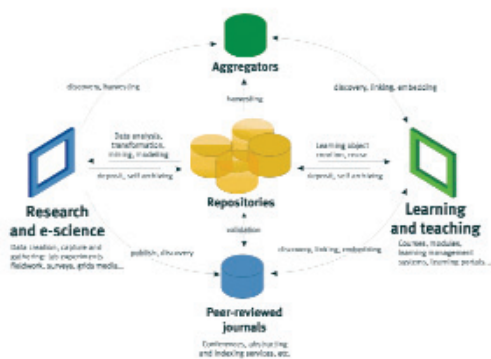 Aggregators
discovery, harvesting
discovery, linking, embedding
harvesting
Data analysis,
transformation,
mining, modeling
Learning object
creation, reuse
deposit, self archiving
deposit, self archiving
Repositories
Research
and e-science
Data creation, capture and
gathering: lab experiments
fieldwork, surveys, grids media...
Learning
and teaching
Courses, modules,
learning management
systems, learning portals...
validation
publish, discovery
discovery, linking, embedding
Peer-reviewed
journals
Conferences, abstracting
and indexing services, etc.